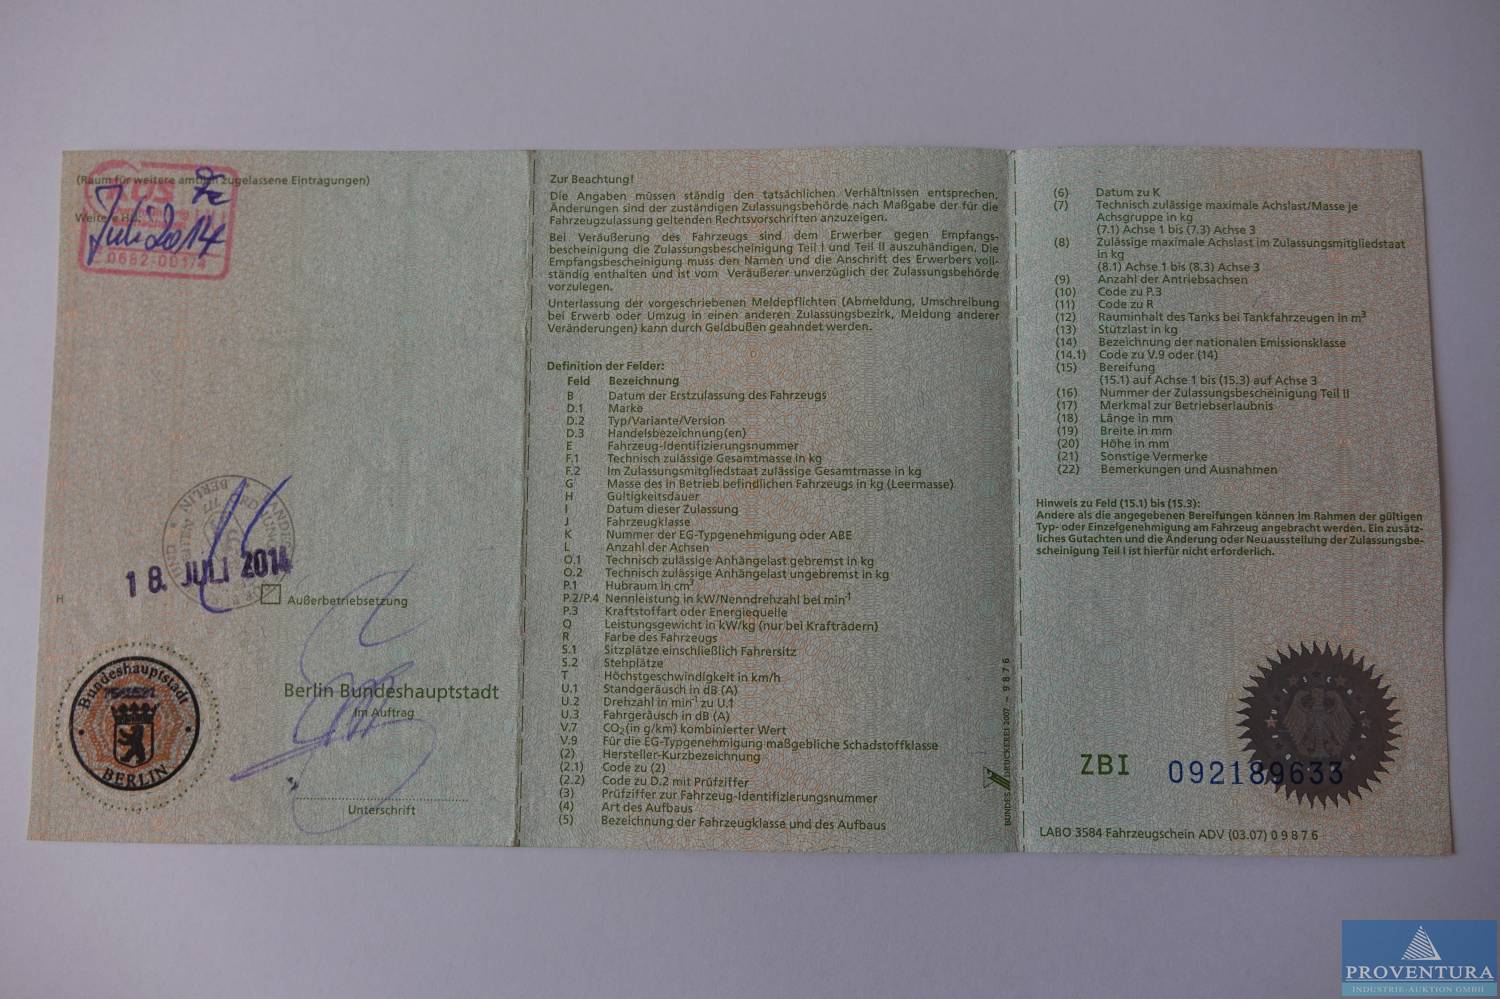 (Raum für weitere amtlich zugelassene Eintragungen)
Juli 2014
0682-00174
18. JULI 2014
H
Außerbetriebsetzung
Bundeshauptstadt
BERLIN
Berlin Bundeshauptstadt
Im Auftrag
Unterschrift
Zur Beachtung!
Die Angaben müssen ständig den tatsächlichen Verhältnissen entsprechen.
Änderungen sind der zuständigen Zulassungsbehörde nach Maßgabe der für die
Fahrzeugzulassung geltenden Rechtsvorschriften anzuzeigen.
Bei Veräußerung des Fahrzeugs sind dem Erwerber gegen Empfangs-
bescheinigung die Zulassungsbescheinigung Teil I und Teil II auszuhändigen. Die
Empfangsbescheinigung muss den Namen und die Anschrift des Erwerbers voll-
ständig enthalten und ist vom Veräußerer unverzüglich der Zulassungsbehörde
vorzulegen.
Unterlassung der vorgeschriebenen Meldepflichten (Abmeldung, Umschreibung
bei Erwerb oder Umzug in einen anderen Zulassungsbezirk, Meldung anderer
Veränderungen) kann durch Geldbußen geahndet werden.
Definition der Felder:
Feld Bezeichnung
B Datum der Erstzulassung des Fahrzeugs
D.1 Marke
D.2 Typ/Variante/Version
D.3 Handelsbezeichnung(en)
E Fahrzeug-Identifizierungsnummer
F.1 Technisch zulässige Gesamtmasse in kg
F.2 Im Zulassungsmitgliedstaat zulässige Gesamtmasse in kg
G Masse des in Betrieb befindlichen Fahrzeugs in kg (Leermasse)
H Gültigkeitsdauer
I Datum dieser Zulassung
J Fahrzeugklasse
K Nummer der EG-Typgenehmigung oder ABE
L Anzahl der Achsen
O.1 Technisch zulässige Anhängelast gebremst in kg
O.2 Technisch zulässige Anhängelast ungebremst in kg
P.1 Hubraum in cm³
P.2/P.4 Nennleistung in kW/Nenndrehzahl bei min⁻¹
P.3 Kraftstoffart oder Energiequelle
Q Leistungsgewicht in kW/kg (nur bei Krafträdern)
R Farbe des Fahrzeugs
S.1 Sitzplätze einschließlich Fahrersitz
S.2 Stehplätze
T Höchstgeschwindigkeit in km/h
U.1 Standgeräusch in dB (A)
U.2 Drehzahl in min⁻¹ zu U.1
U.3 Fahrgeräusch in dB (A)
V.7 CO₂(in g/km) kombinierter Wert
V.9 Für die EG-Typgenehmigung maßgebliche Schadstoffklasse
(2) Hersteller-Kurzbezeichnung
(2.1) Code zu (2)
(2.2) Code zu D.2 mit Prüfziffer
(3) Prüfziffer zur Fahrzeug-Identifizierungsnummer
(4) Art des Aufbaus
(5) Bezeichnung der Fahrzeugklasse und des Aufbaus
BUNDESDRUCKEREI 2007 – 9 8 7 6
(6) Datum zu K
(7) Technisch zulässige maximale Achslast/Masse je
Achsgruppe in kg
(7.1) Achse 1 bis (7.3) Achse 3
(8) Zulässige maximale Achslast im Zulassungsmitgliedstaat
in kg
(8.1) Achse 1 bis (8.3) Achse 3
(9) Anzahl der Antriebsachsen
(10) Code zu P.3
(11) Code zu R
(12) Rauminhalt des Tanks bei Tankfahrzeugen in m³
(13) Stützlast in kg
(14) Bezeichnung der nationalen Emissionsklasse
(14.1) Code zu V.9 oder (14)
(15) Bereifung
(15.1) auf Achse 1 bis (15.3) auf Achse 3
(16) Nummer der Zulassungsbescheinigung Teil II
(17) Merkmal zur Betriebserlaubnis
(18) Länge in mm
(19) Breite in mm
(20) Höhe in mm
(21) Sonstige Vermerke
(22) Bemerkungen und Ausnahmen
Hinweis zu Feld (15.1) bis (15.3):
Andere als die angegebenen Bereifungen können im Rahmen der gültigen
Typ- oder Einzelgenehmigung am Fahrzeug angebracht werden. Ein zusätz-
liches Gutachten und die Änderung oder Neuausstellung der Zulassungsbe-
scheinigung Teil I ist hierfür nicht erforderlich.
ZBI 092189633
LABO 3584 Fahrzeugschein ADV (03.07) 0 9 8 7 6
PROVENTURA
INDUSTRIE-AUKTION GMBH